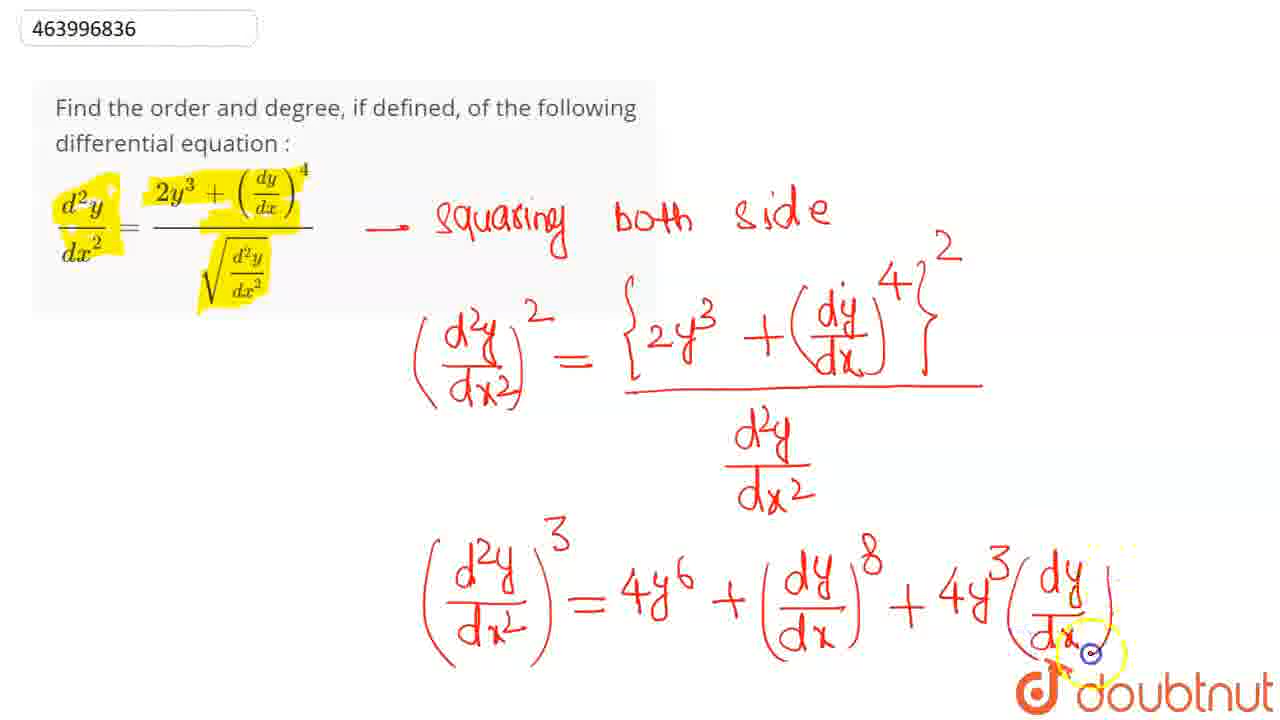 463996836
Find the order and degree, if defined, of the following
differential equation :
d²y/dx² = (2y³ + (dy/dx)⁴)/√(d²y/dx²)
— squaring both side
(d²y/dx²)² = {2y³ + (dy/dx)⁴}²/(d²y/dx²)
(d²y/dx²)³ = 4y⁶ + (dy/dx)⁸ + 4y³(dy/dx)
doubtnut